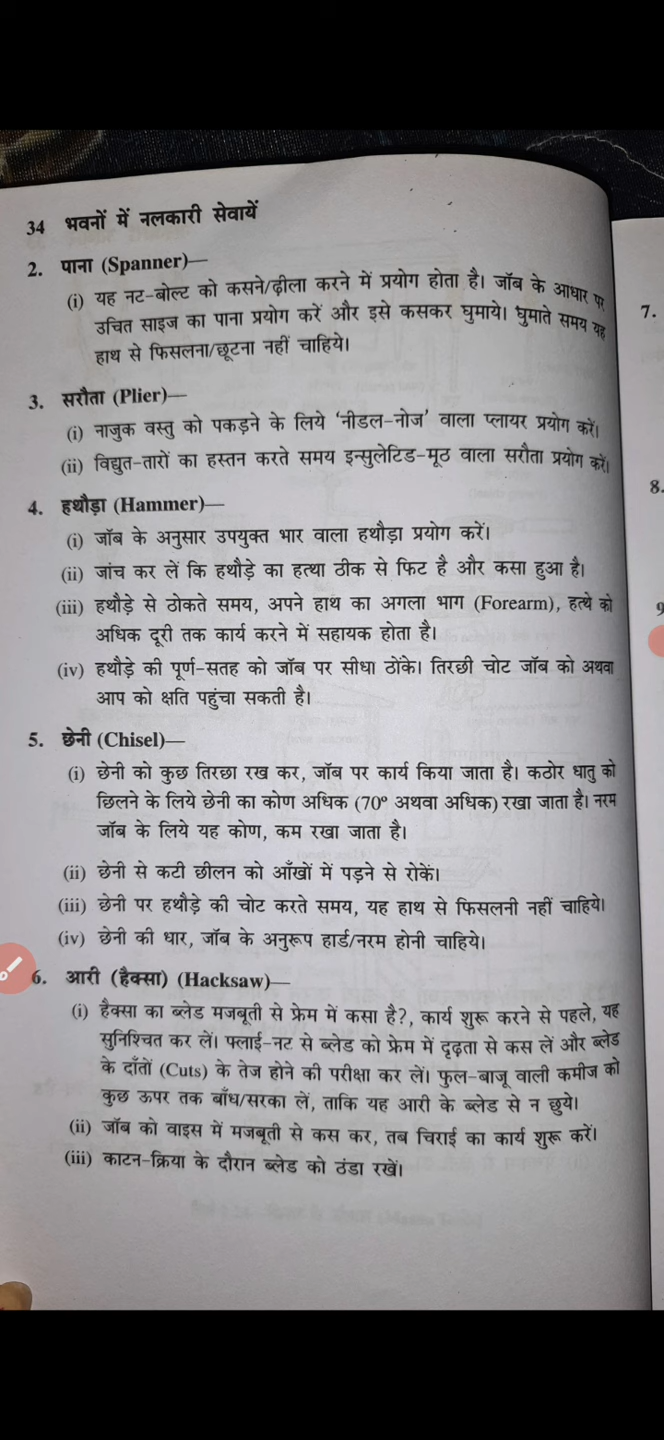 34 भवनों में नलकारी सेवायें
2. पाना (Spanner)—
(i) यह नट-बोल्ट को कसने/ढ़ीला करने में प्रयोग होता है। जॉब के आधार पर
उचित साइज का पाना प्रयोग करें और इसे कसकर घुमाये। घुमाते समय यह
हाथ से फिसलना/छूटना नहीं चाहिये।
3. सरौता (Plier)—
(i) नाजुक वस्तु को पकड़ने के लिये ‘नीडल-नोज’ वाला प्लायर प्रयोग करें।
(ii) विद्युत-तारों का हस्तन करते समय इन्सुलेटिड-मूठ वाला सरौता प्रयोग करें।
4. हथौड़ा (Hammer)—
(i) जॉब के अनुसार उपयुक्त भार वाला हथौड़ा प्रयोग करें।
(ii) जांच कर लें कि हथौड़े का हत्था ठीक से फिट है और कसा हुआ है।
(iii) हथौड़े से ठोकते समय, अपने हाथ का अगला भाग (Forearm), हत्थे को
अधिक दूरी तक कार्य करने में सहायक होता है।
(iv) हथौड़े की पूर्ण-सतह को जॉब पर सीधा ठोंके। तिरछी चोट जॉब को अथवा
आप को क्षति पहुंचा सकती है।
5. छेनी (Chisel)—
(i) छेनी को कुछ तिरछा रख कर, जॉब पर कार्य किया जाता है। कठोर धातु को
छिलने के लिये छेनी का कोण अधिक (70° अथवा अधिक) रखा जाता है। नरम
जॉब के लिये यह कोण, कम रखा जाता है।
(ii) छेनी से कटी छीलन को आँखों में पड़ने से रोकें।
(iii) छेनी पर हथौड़े की चोट करते समय, यह हाथ से फिसलनी नहीं चाहिये।
(iv) छेनी की धार, जॉब के अनुरूप हार्ड/नरम होनी चाहिये।
6. आरी (हैक्सा) (Hacksaw)—
(i) हैक्सा का ब्लेड मजबूती से फ्रेम में कसा है?, कार्य शुरू करने से पहले, यह
सुनिश्चित कर लें। फ्लाई-नट से ब्लेड को फ्रेम में दृढ़ता से कस लें और ब्लेड
के दाँतों (Cuts) के तेज होने की परीक्षा कर लें। फुल-बाजू वाली कमीज को
कुछ ऊपर तक बाँध/सरका लें, ताकि यह आरी के ब्लेड से न छुये।
(ii) जॉब को वाइस में मजबूती से कस कर, तब चिराई का कार्य शुरू करें।
(iii) काटन-क्रिया के दौरान ब्लेड को ठंडा रखें।
7.
8.
9